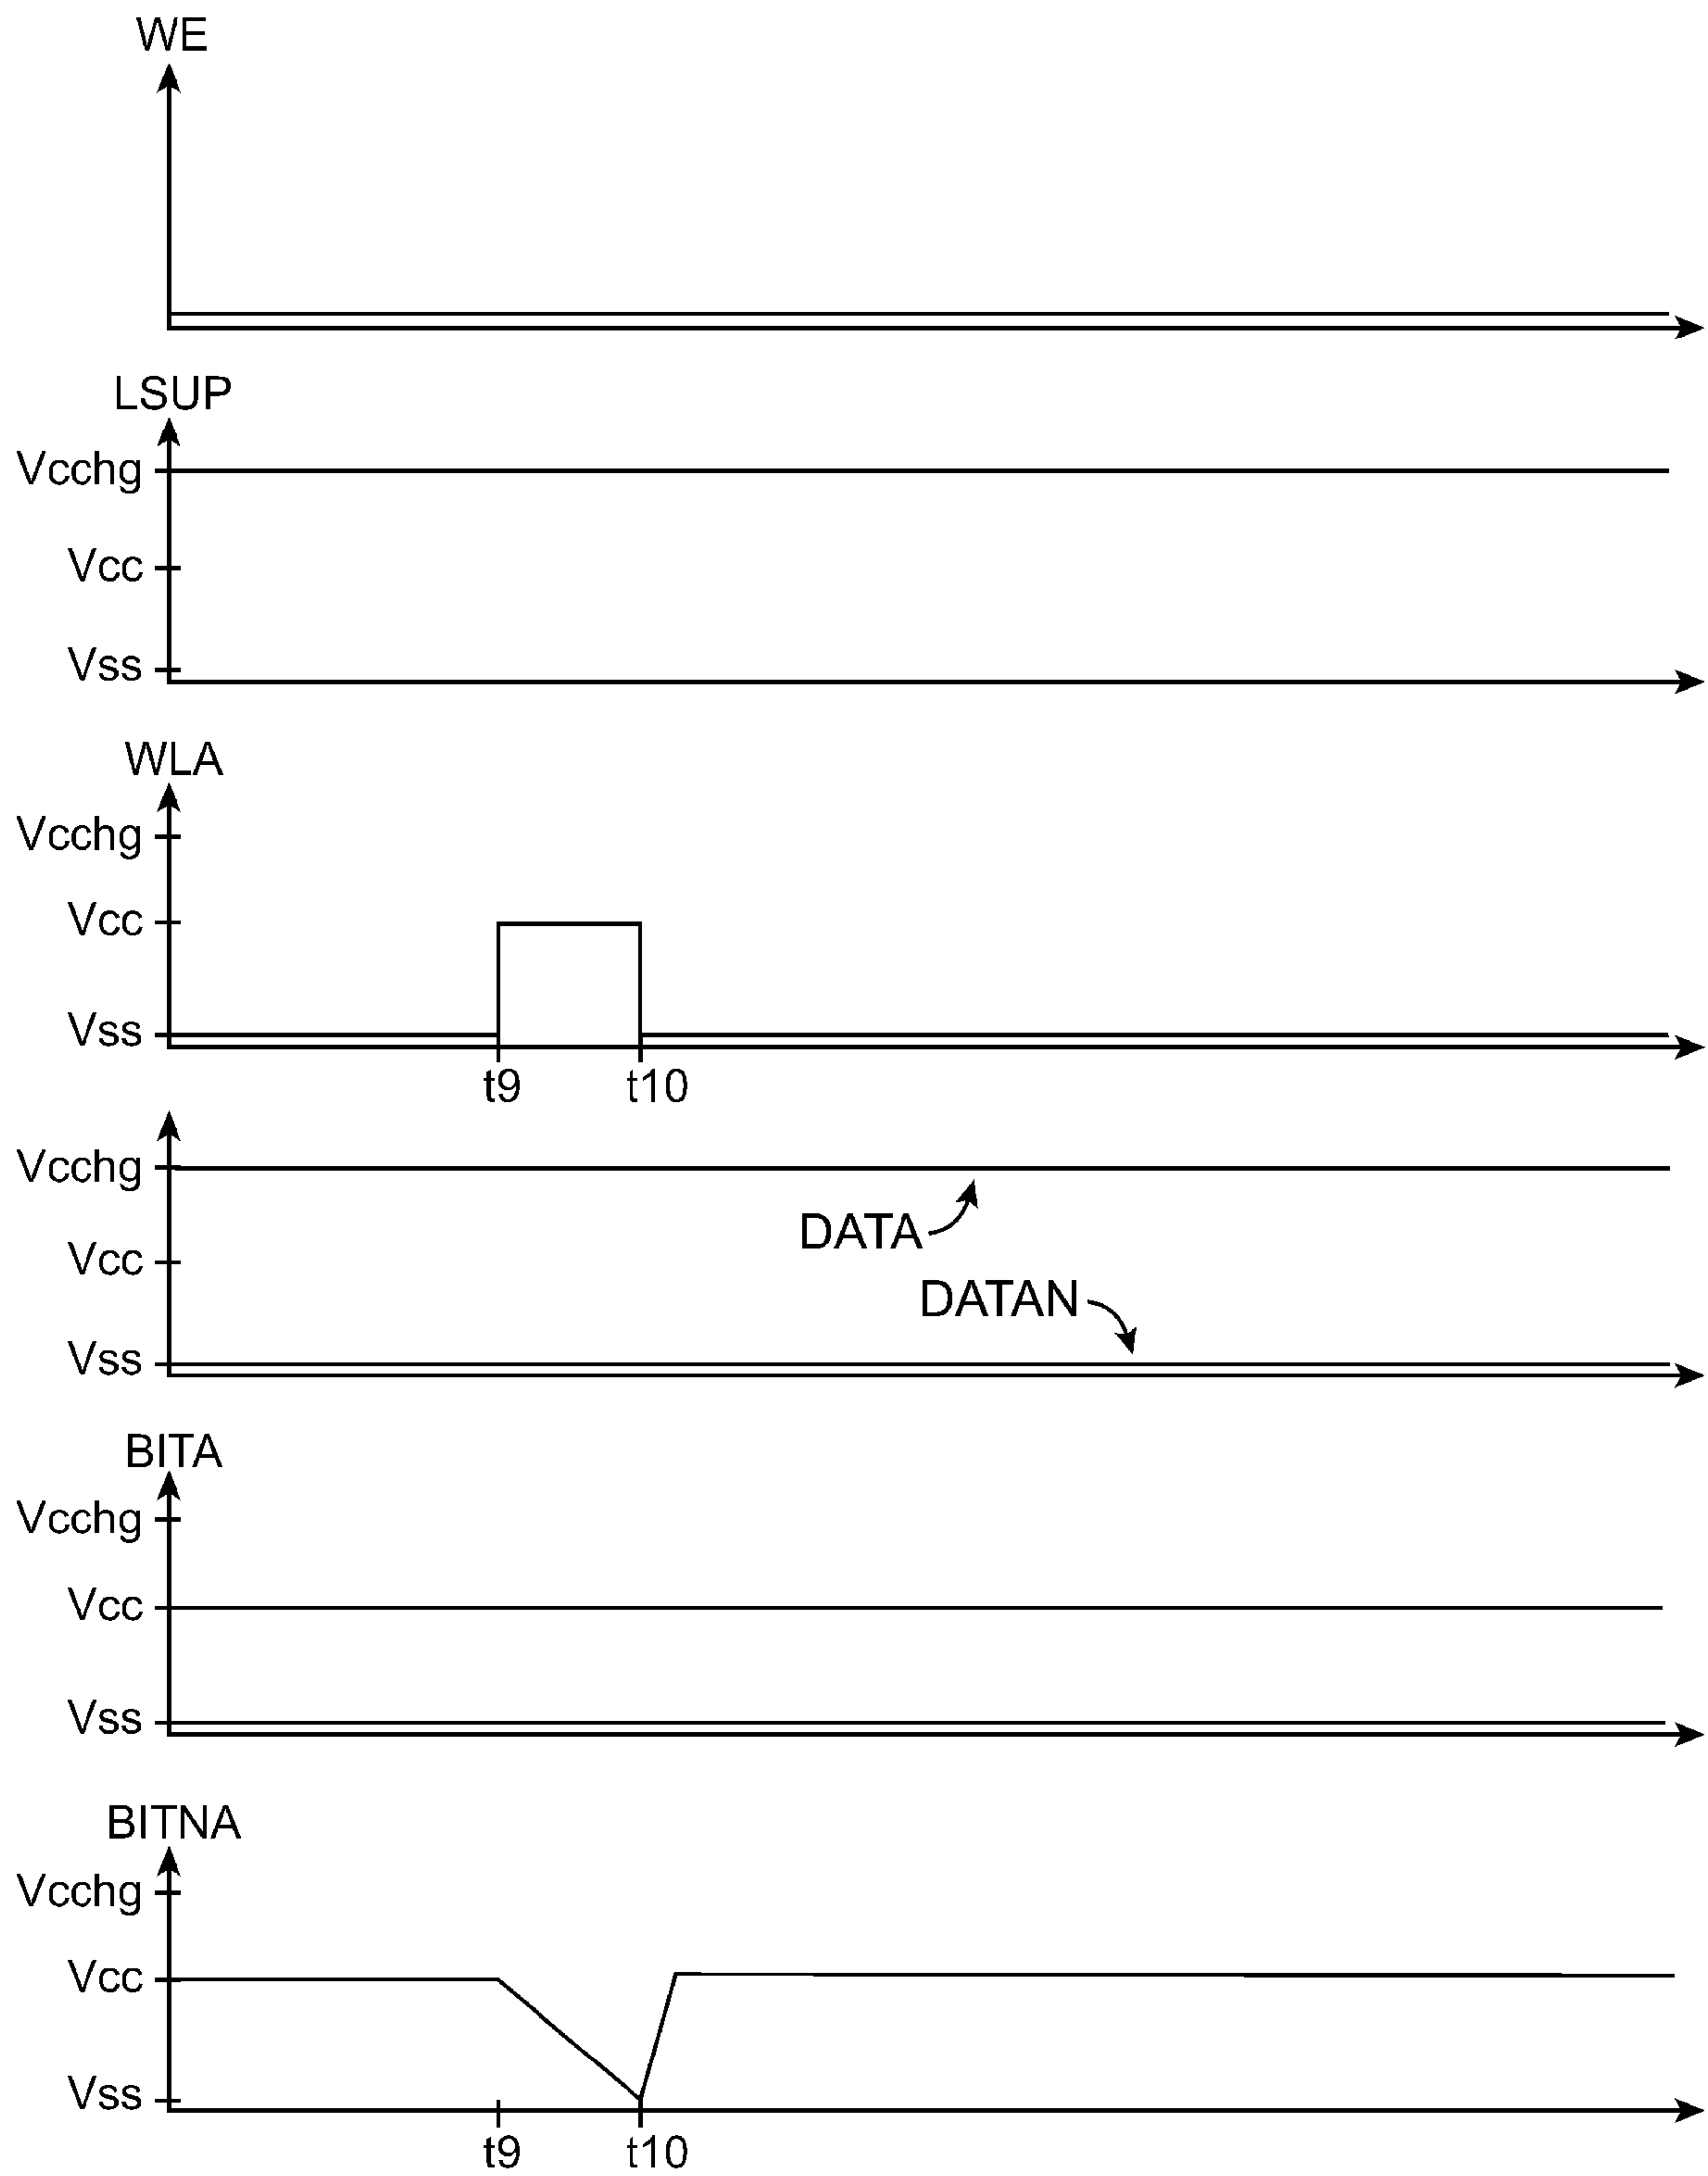 WE
LSUP
Vcchg
Vcc
Vss
WLA
Vcchg
Vcc
Vss
t9 t10
Vcchg
DATA
Vcc
DATAN
Vss
BITA
Vcchg
Vcc
Vss
BITNA
Vcchg
Vcc
Vss
t9 t10